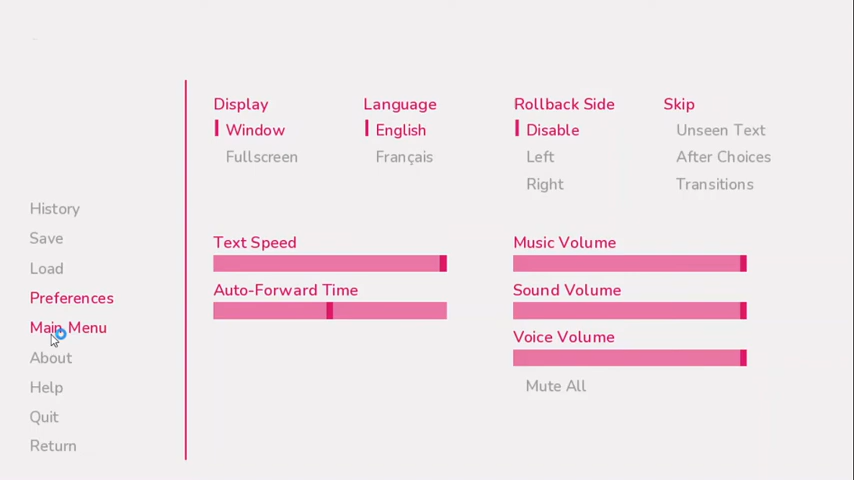 History
Save
Load
Preferences
Main Menu
About
Help
Quit
Return
Display
Window
Fullscreen
Language
English
Français
Rollback Side
Disable
Left
Right
Skip
Unseen Text
After Choices
Transitions
Text Speed
Auto-Forward Time
Music Volume
Sound Volume
Voice Volume
Mute All